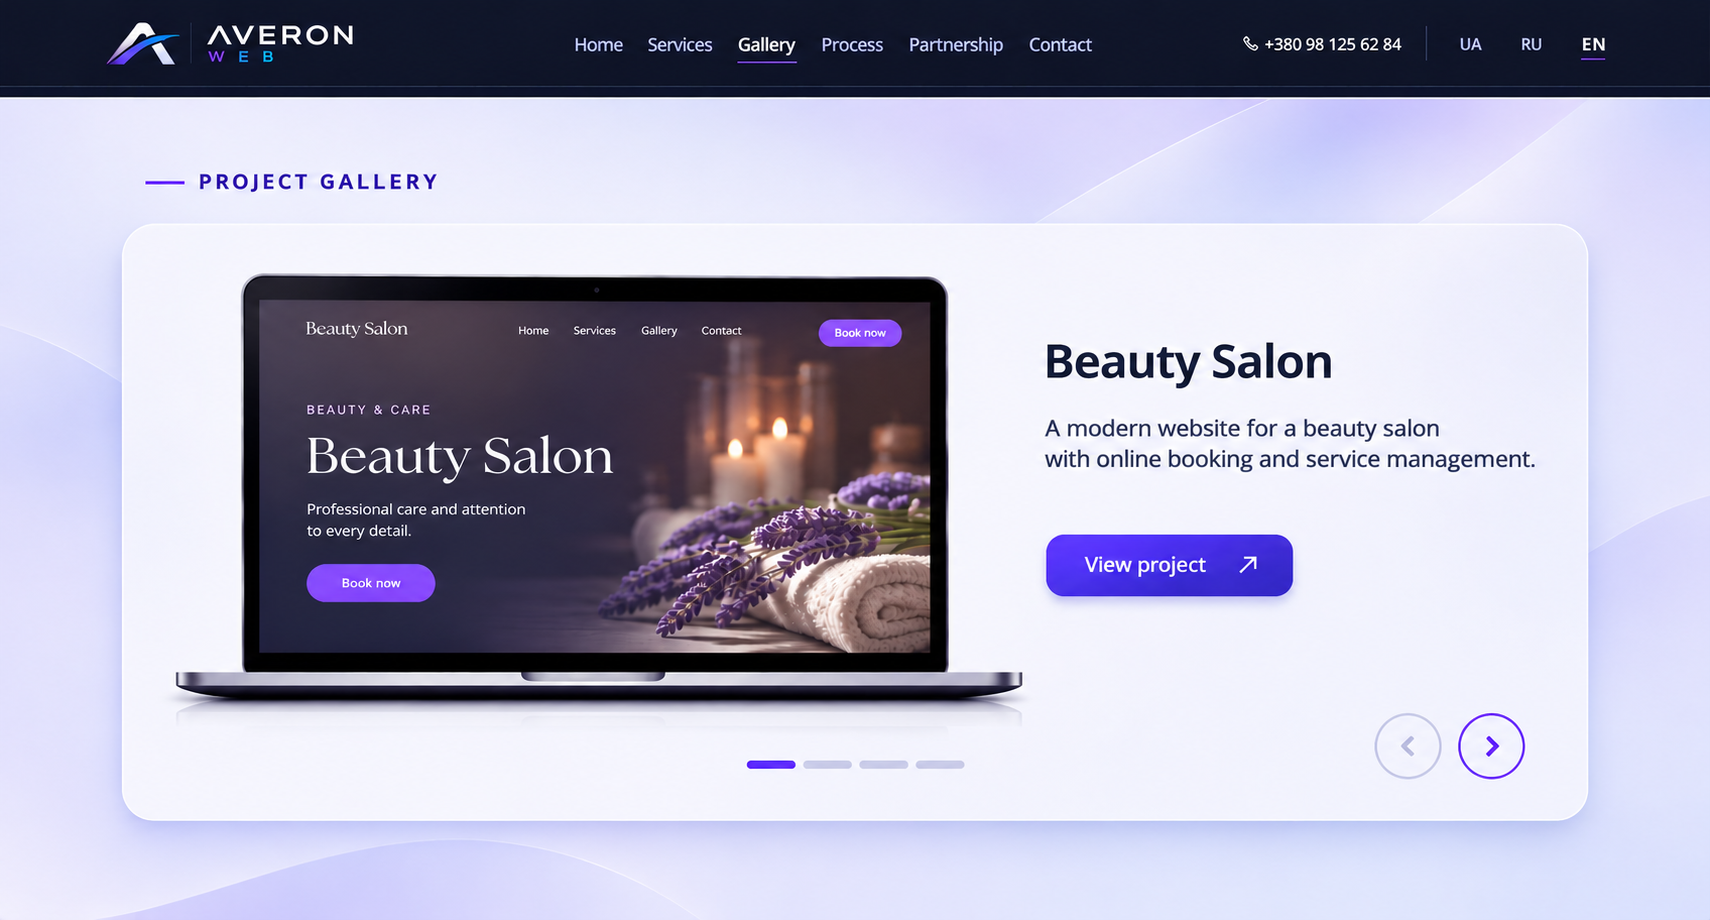 AVERON
WEB
Home Services Gallery Process Partnership Contact
+380 98 125 62 84
UA RU EN
PROJECT GALLERY
Beauty Salon
Home Services Gallery Contact
Book now
BEAUTY & CARE
Beauty Salon
Professional care and attention
to every detail.
Book now
Beauty Salon
A modern website for a beauty salon
with online booking and service management.
View project